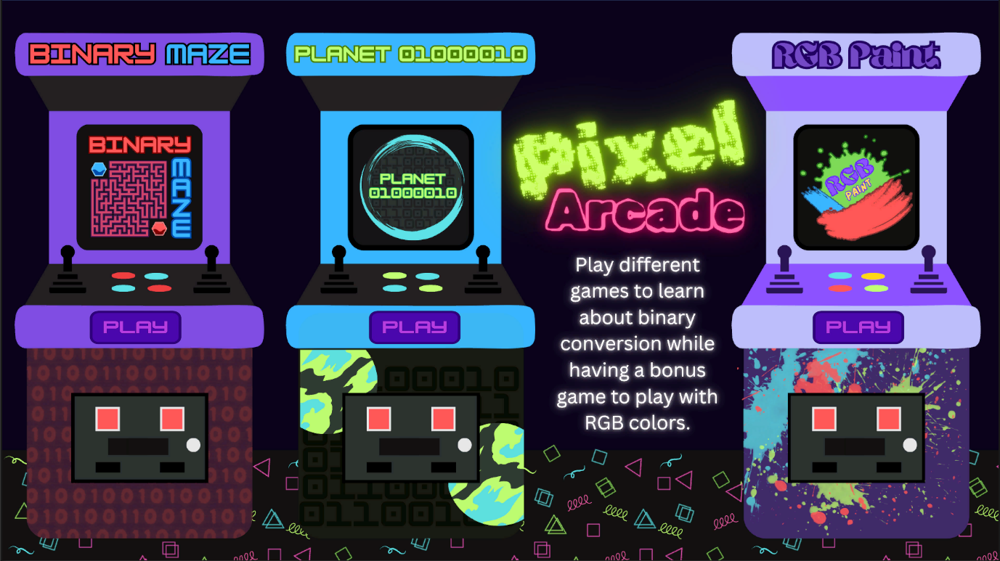 BINARY MAZE
PLANET 01000010
RGB Paint
BINARY
MAZE
PLANET
01000010
RGB
PAINT
pixel
Arcade
Play different
games to learn
about binary
conversion while
having a bonus
game to play with
RGB colors.
PLAY
PLAY
PLAY